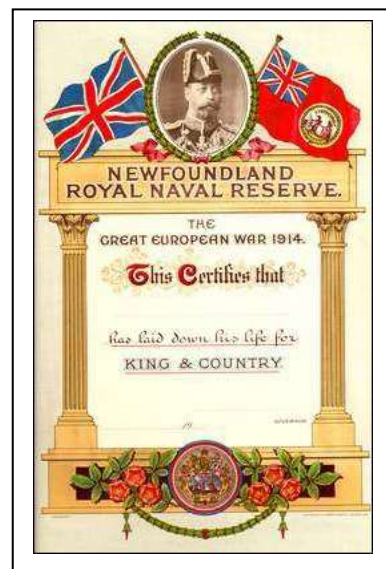 NEWFOUNDLAND
ROYAL NAVAL RESERVE.
THE
GREAT EUROPEAN WAR 1914.
This Certifies that
has laid down his life for
KING & COUNTRY.
19
GOVERNOR